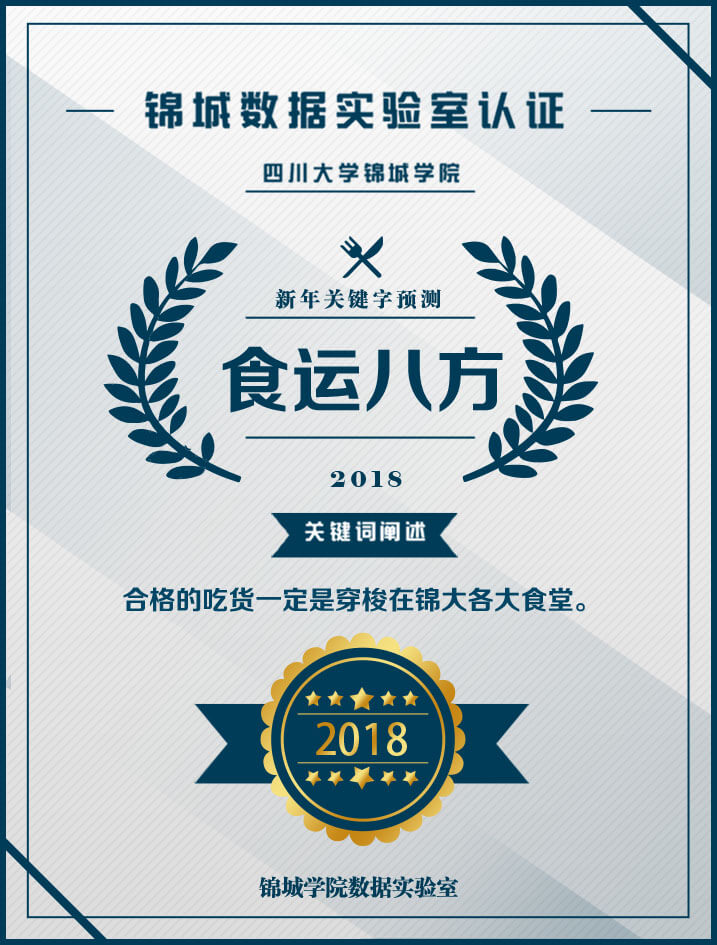 锦城数据实验室认证
四川大学锦城学院
新年关键字预测
食运八方
2018
关键词阐述
合格的吃货一定是穿梭在锦大各大食堂。
2018
锦城学院数据实验室